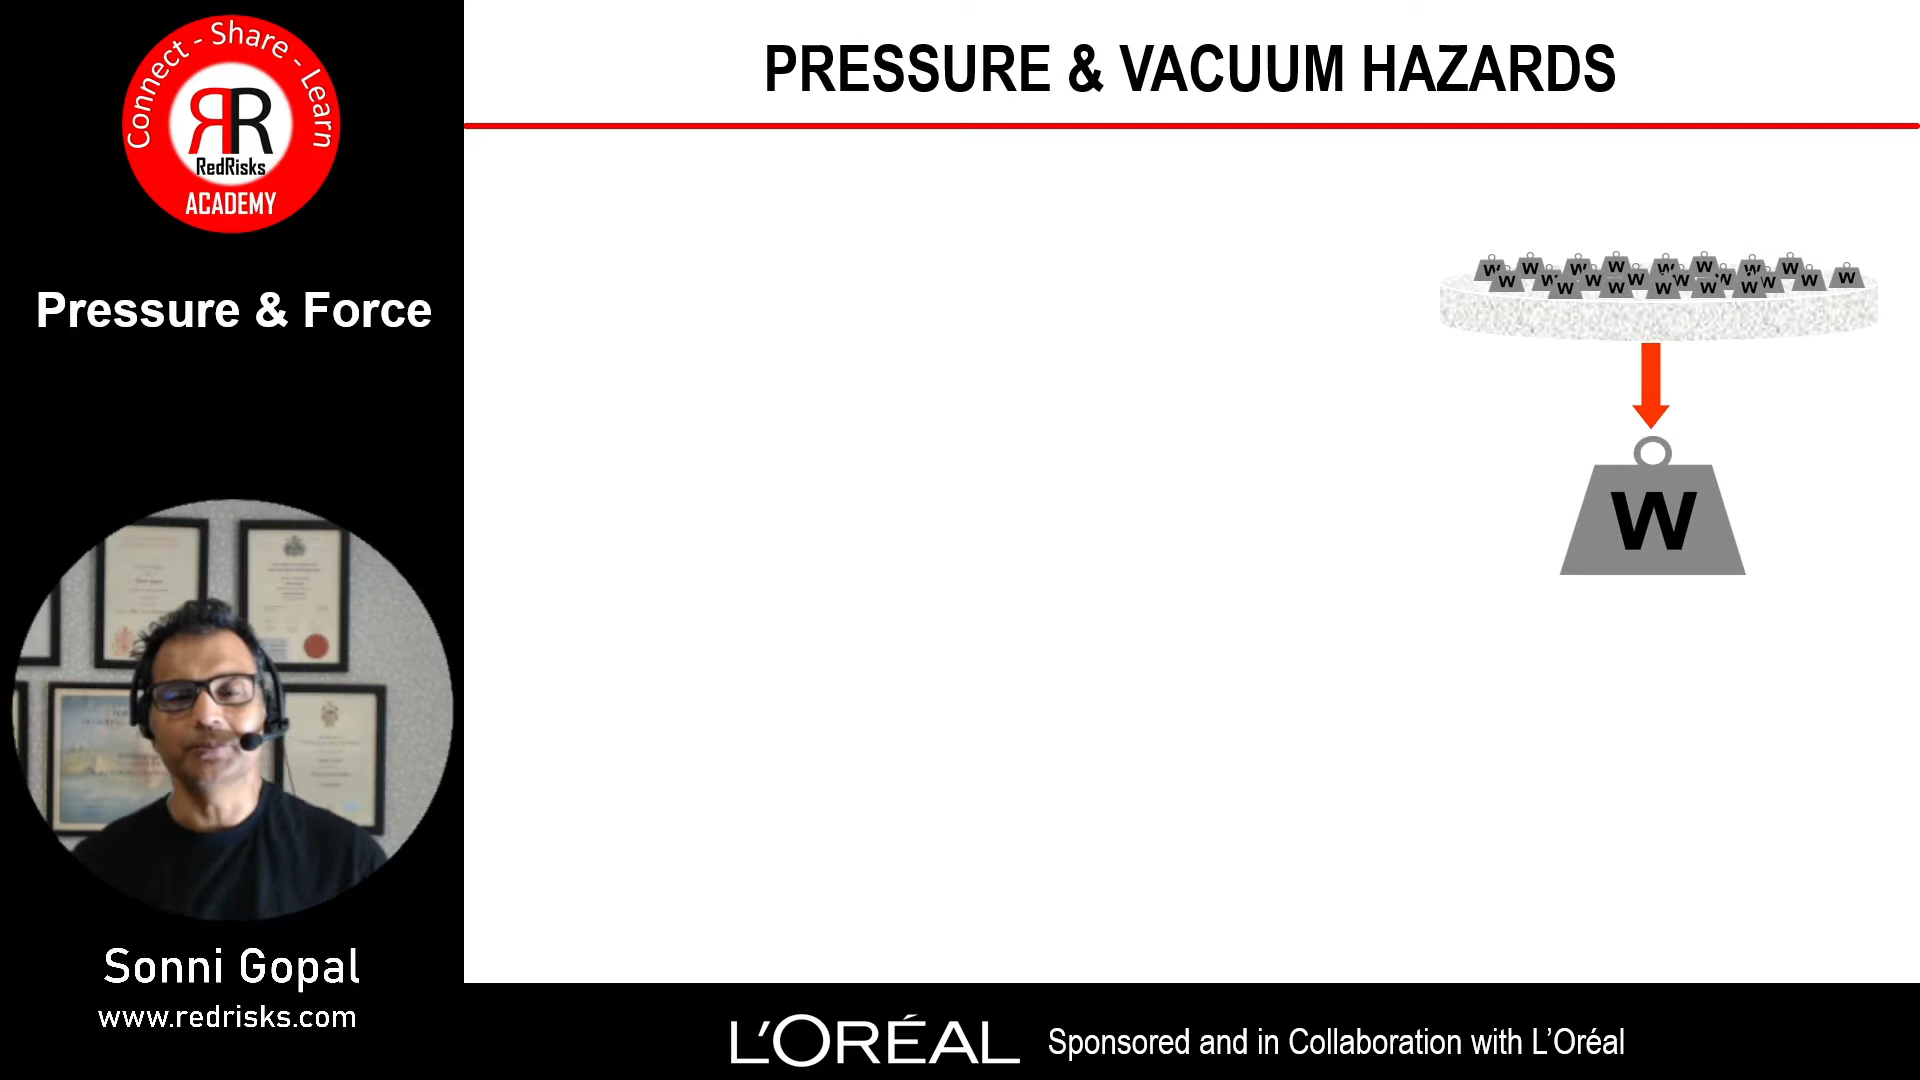 Connect - Share - Learn
RR
RedRisks
ACADEMY
Pressure & Force
Sonni Gopal
www.redrisks.com
PRESSURE & VACUUM HAZARDS
W W W W W W W W
W W W W W W W W W
W W W W W
W
L'ORÉAL
Sponsored and in Collaboration with L'Oréal